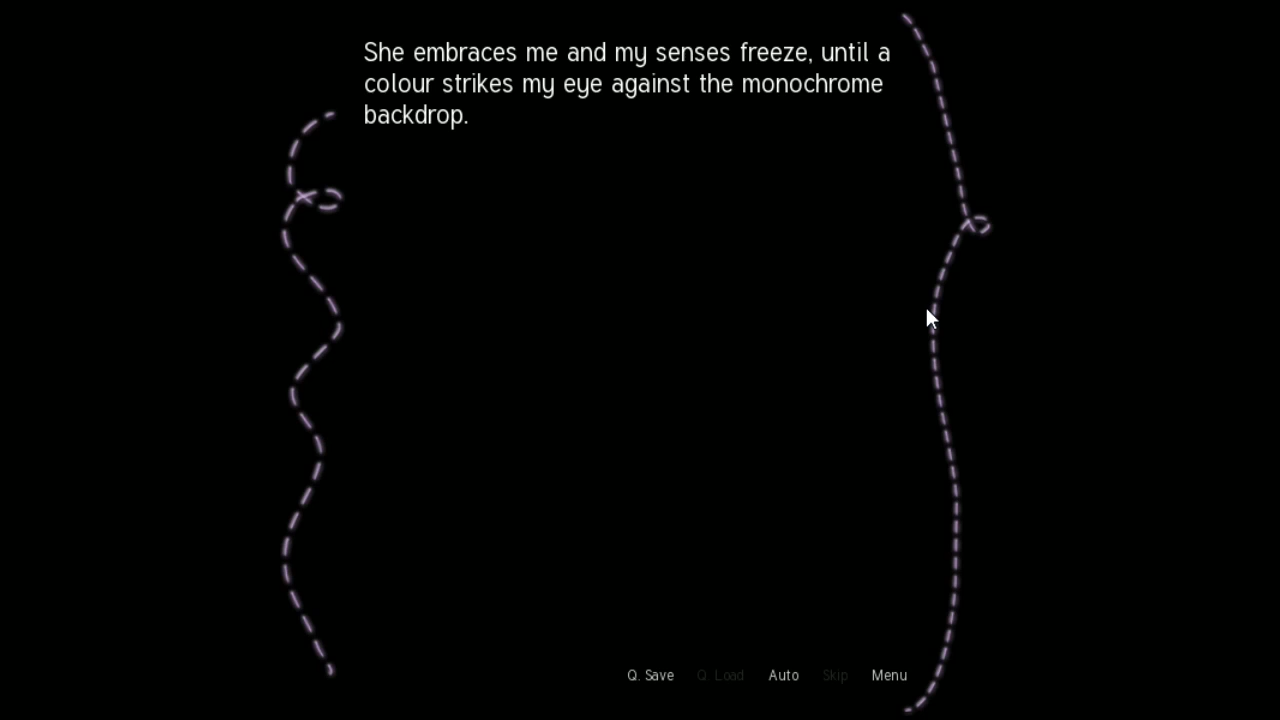 She embraces me and my senses freeze, until a
colour strikes my eye against the monochrome
backdrop.
Q. Save Q. Load Auto Skip Menu